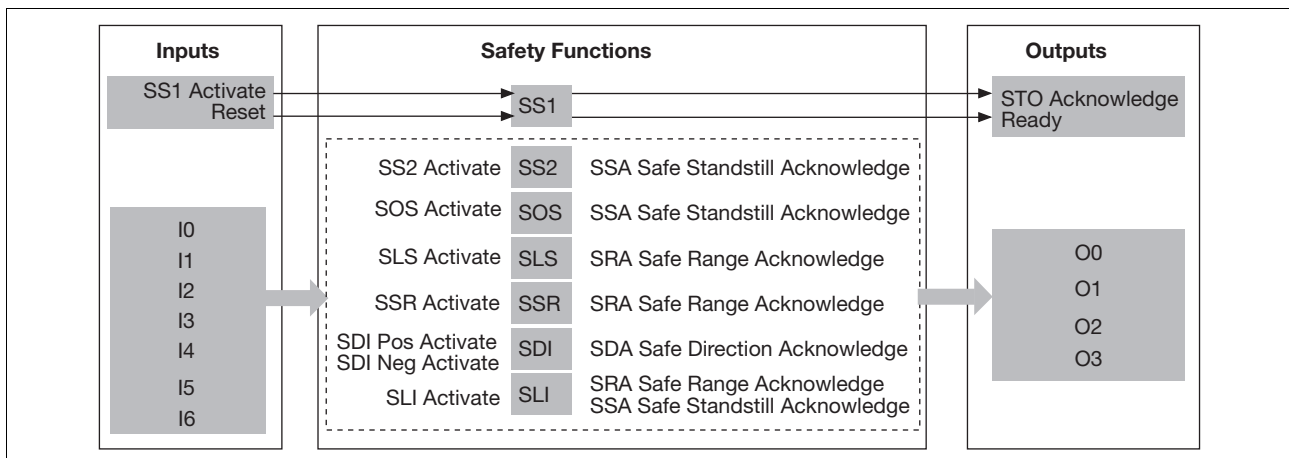 Inputs
Safety Functions
Outputs
SS1 Activate
Reset
SS1
STO Acknowledge
Ready
SS2 Activate SS2 SSA Safe Standstill Acknowledge
SOS Activate SOS SSA Safe Standstill Acknowledge
SLS Activate SLS SRA Safe Range Acknowledge
SSR Activate SSR SRA Safe Range Acknowledge
SDI Pos Activate
SDI Neg Activate
SDI SDA Safe Direction Acknowledge
SLI Activate SLI
SRA Safe Range Acknowledge
SSA Safe Standstill Acknowledge
I0
I1
I2
I3
I4
I5
I6
O0
O1
O2
O3